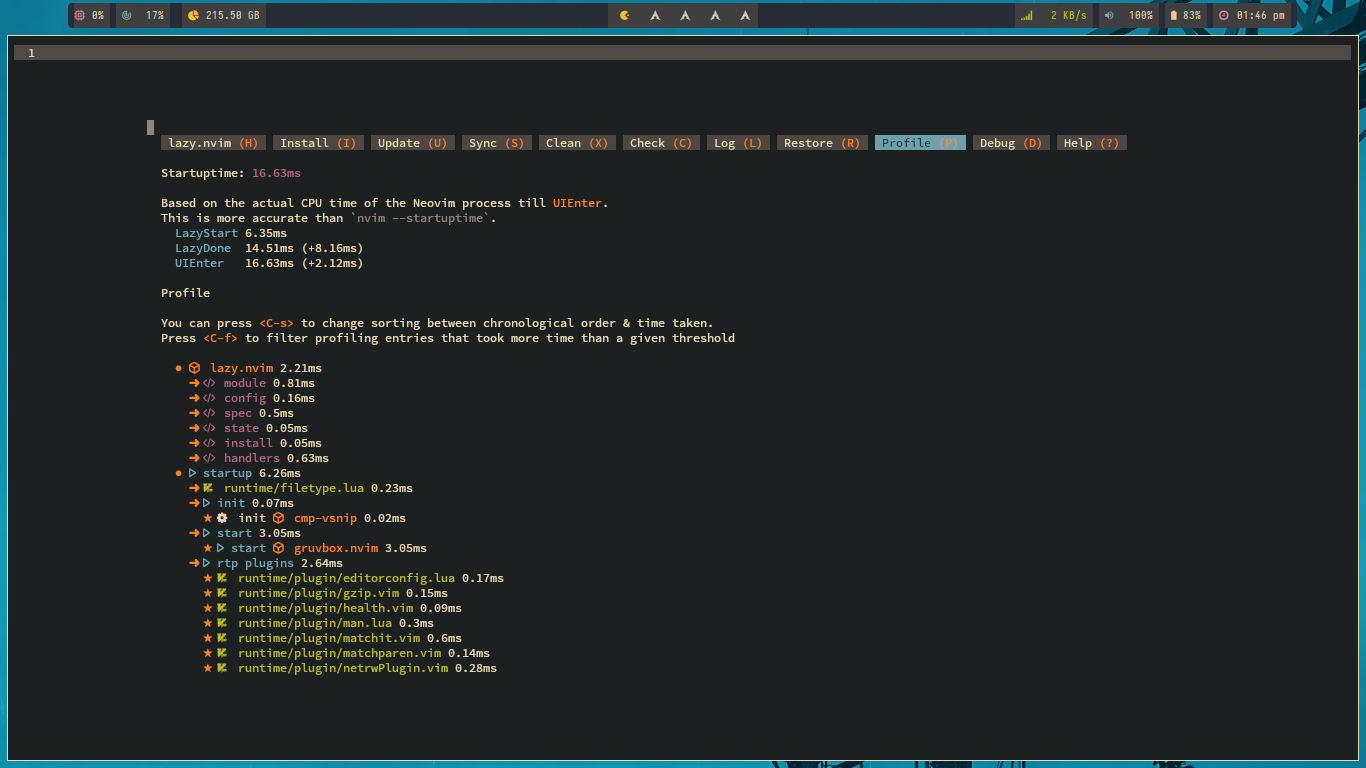 0% 17% 215.50 GB 2 KB/s 100% 83% 01:46 pm
1
lazy.nvim (H) Install (I) Update (U) Sync (S) Clean (X) Check (C) Log (L) Restore (R) Profile (P) Debug (D) Help (?)
Startuptime: 16.63ms
Based on the actual CPU time of the Neovim process till UIEnter.
This is more accurate than `nvim --startuptime`.
LazyStart 6.35ms
LazyDone 14.51ms (+8.16ms)
UIEnter 16.63ms (+2.12ms)
Profile
You can press <C-s> to change sorting between chronological order & time taken.
Press <C-f> to filter profiling entries that took more time than a given threshold
● lazy.nvim 2.21ms
➜ </> module 0.81ms
➜ </> config 0.16ms
➜ </> spec 0.5ms
➜ </> state 0.05ms
➜ </> install 0.05ms
➜ </> handlers 0.63ms
● startup 6.26ms
➜ runtime/filetype.lua 0.23ms
➜ init 0.07ms
★ init cmp-vsnip 0.02ms
➜ start 3.05ms
★ start gruvbox.nvim 3.05ms
➜ rtp plugins 2.64ms
★ runtime/plugin/editorconfig.lua 0.17ms
★ runtime/plugin/gzip.vim 0.15ms
★ runtime/plugin/health.vim 0.09ms
★ runtime/plugin/man.lua 0.3ms
★ runtime/plugin/matchit.vim 0.6ms
★ runtime/plugin/matchparen.vim 0.14ms
★ runtime/plugin/netrwPlugin.vim 0.28ms